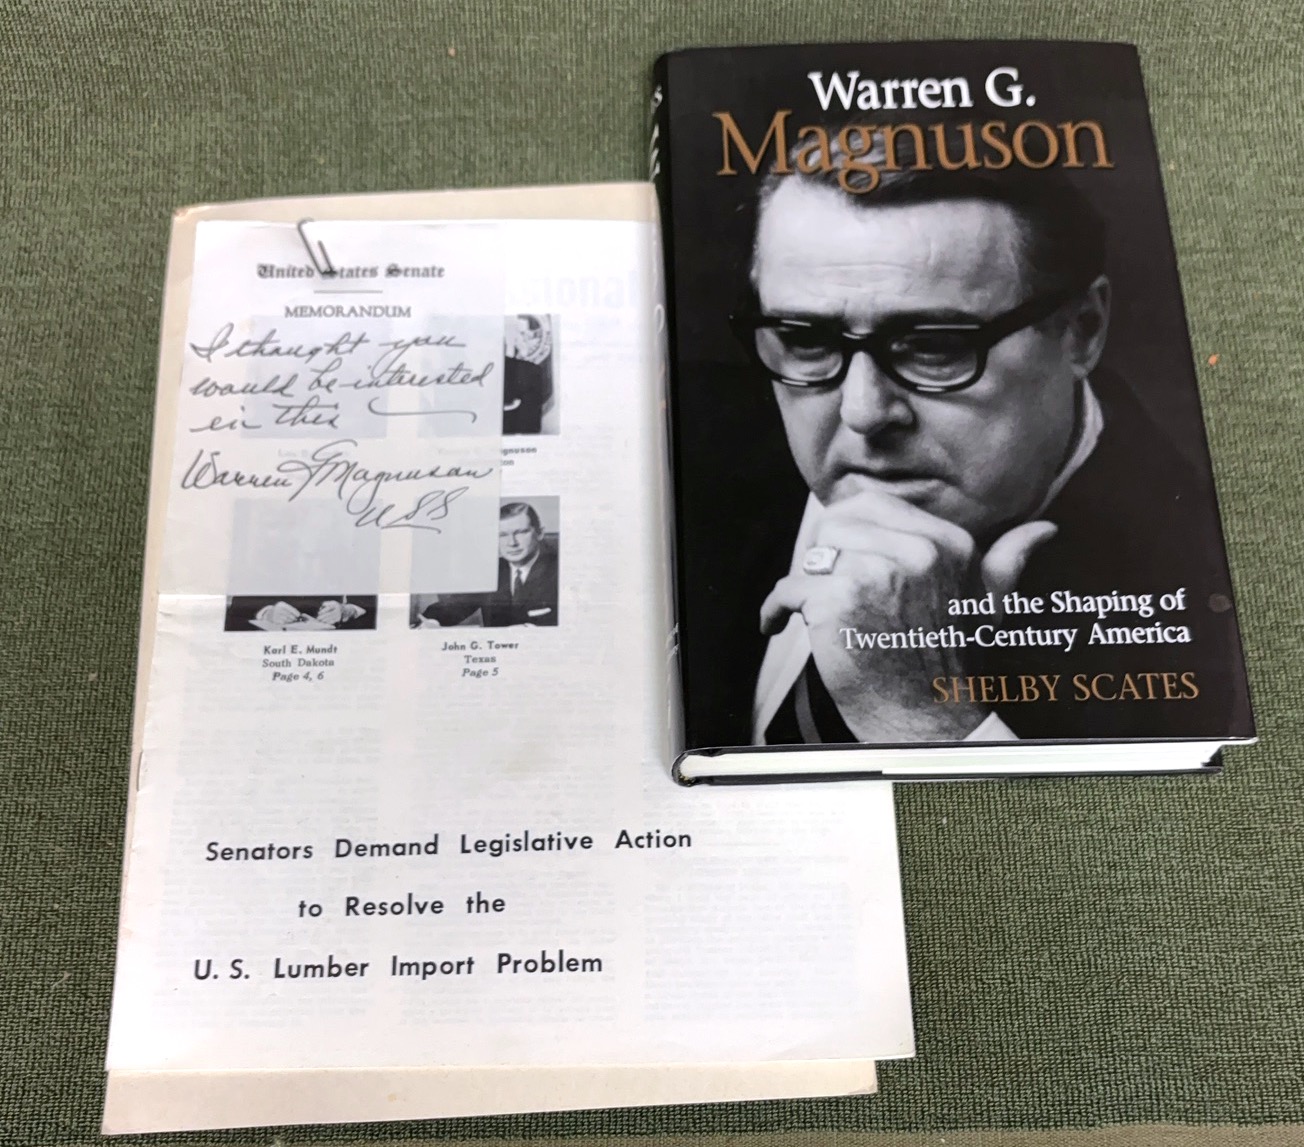 United States Senate
MEMORANDUM
I thought you
would be interested
in this
Warren G Magnuson
USS
Karl E. Mundt
South Dakota
Page 4, 6
John G. Tower
Texas
Page 5
Senators Demand Legislative Action
to Resolve the
U. S. Lumber Import Problem
Warren G.
Magnuson
and the Shaping of
Twentieth-Century America
SHELBY SCATES